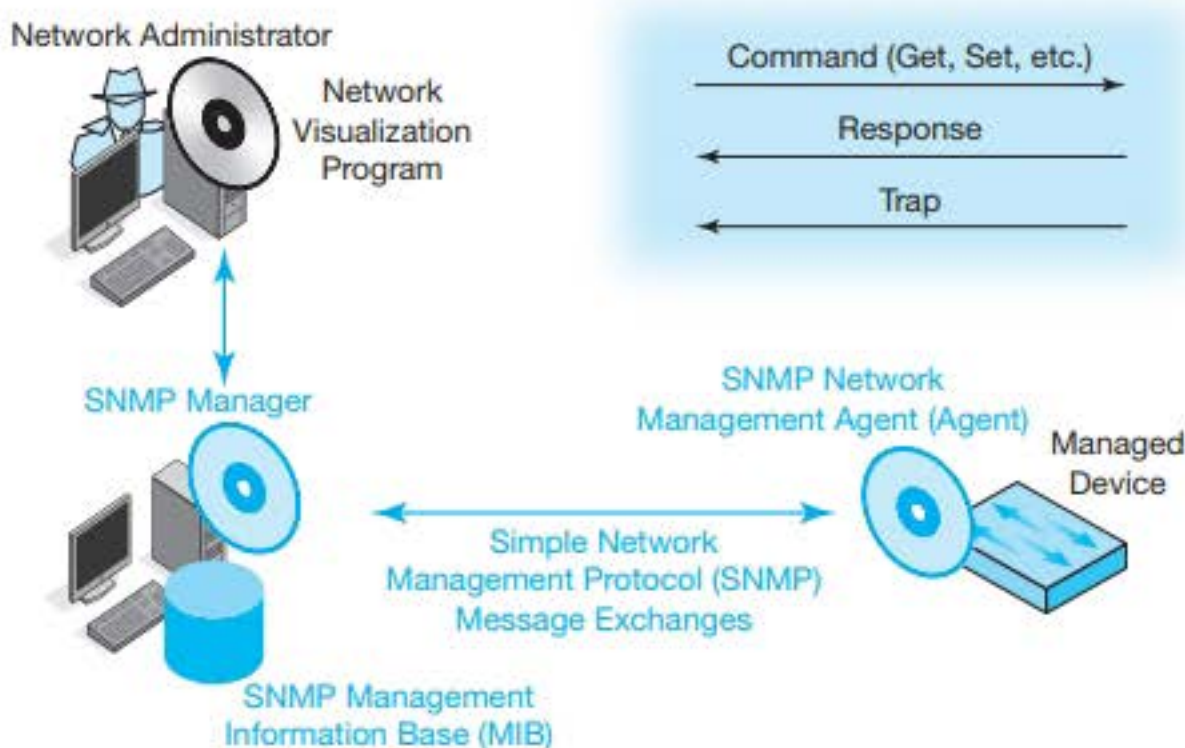 Network Administrator
Network
Visualization
Program
Command (Get, Set, etc.)
Response
Trap
SNMP Manager
SNMP Network
Management Agent (Agent)
Managed
Device
Simple Network
Management Protocol (SNMP)
Message Exchanges
SNMP Management
Information Base (MIB)